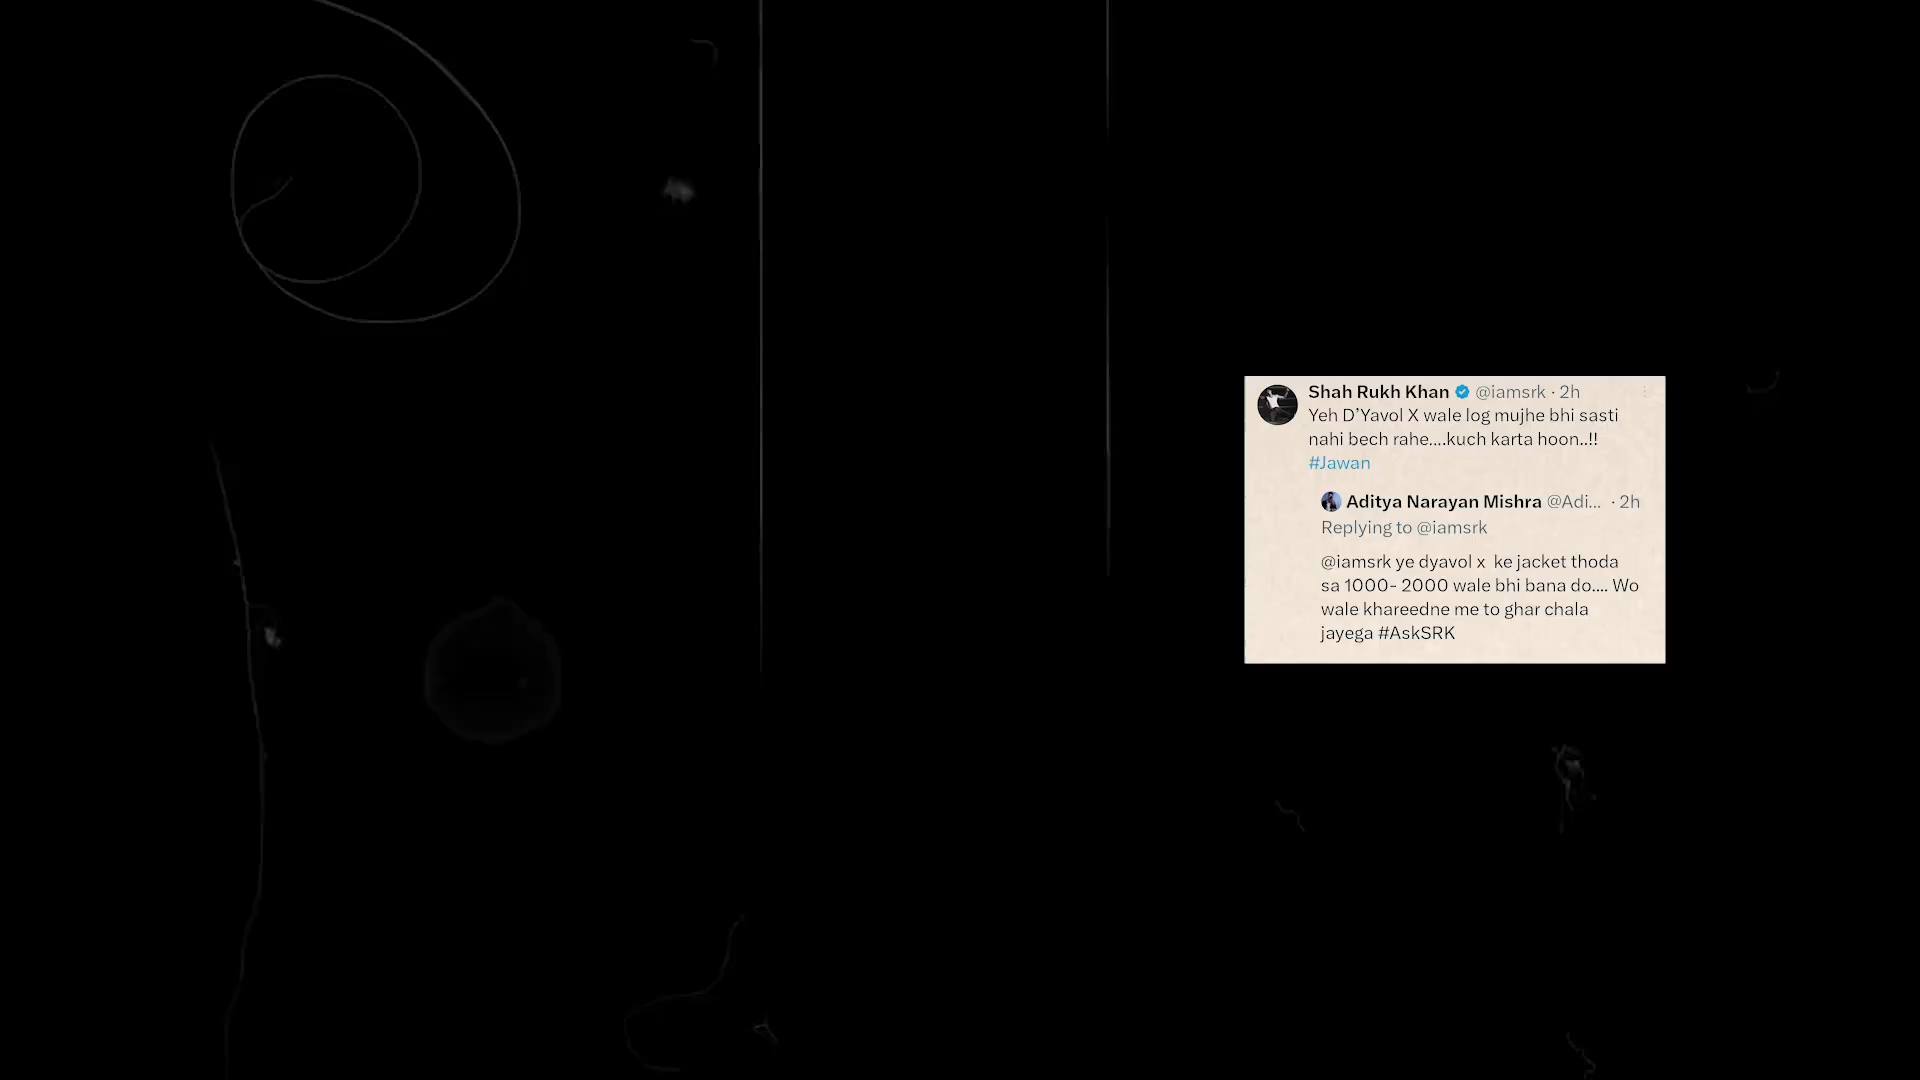 Shah Rukh Khan @iamsrk · 2h
Yeh D’Yavol X wale log mujhe bhi sasti
nahi bech rahe....kuch karta hoon..!!
#Jawan
Aditya Narayan Mishra @Adi... · 2h
Replying to @iamsrk
@iamsrk ye dyavol x ke jacket thoda
sa 1000- 2000 wale bhi bana do.... Wo
wale khareedne me to ghar chala
jayega #AskSRK